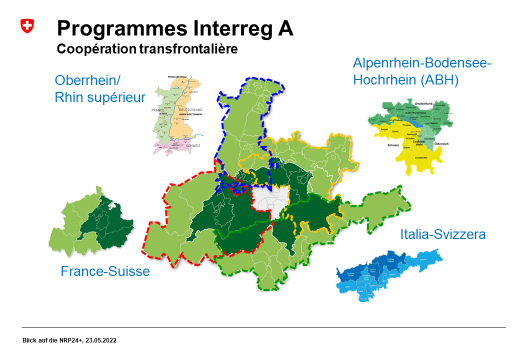 Programmes Interreg A
Coopération transfrontalière
Oberrhein/
Rhin supérieur
Alpenrhein-Bodensee-
Hochrhein (ABH)
France-Suisse
Italia-Svizzera
Blick auf die NRP24+, 23.05.2022